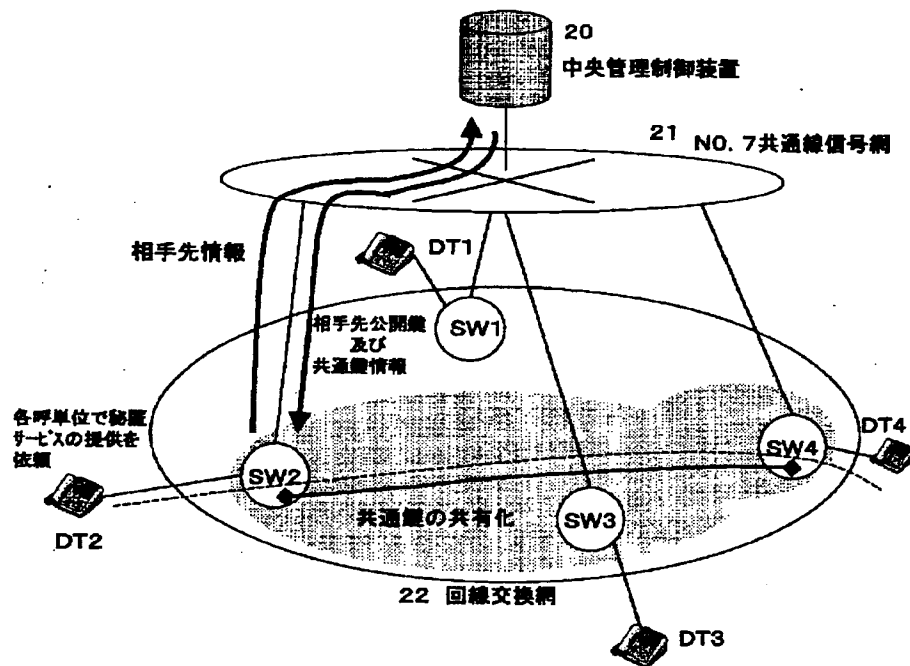 20
中央管理制御装置
21 NO. 7共通線信号網
相手先情報
DT1
SW1
相手先公開鍵
及び
共通鍵情報
各呼単位で秘匿
サービスの提供を
依頼
SW2
SW4
DT4
DT2
共通鍵の共有化
SW3
22 回線交換網
DT3